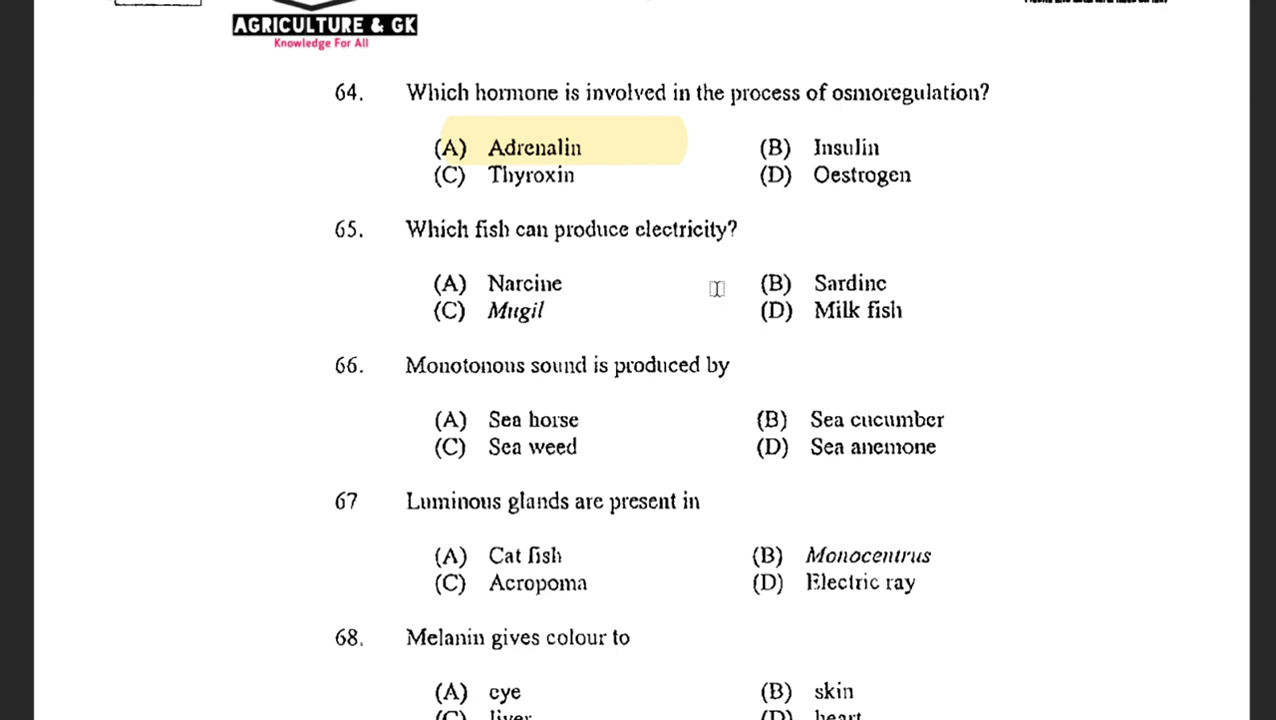 AGRICULTURE & GK
Knowledge For All
64. Which hormone is involved in the process of osmoregulation?
(A) Adrenalin (B) Insulin
(C) Thyroxin (D) Oestrogen
65. Which fish can produce electricity?
(A) Narcine (B) Sardine
(C) Mugil (D) Milk fish
66. Monotonous sound is produced by
(A) Sea horse (B) Sea cucumber
(C) Sea weed (D) Sea anemone
67 Luminous glands are present in
(A) Cat fish (B) Monocentrus
(C) Acropoma (D) Electric ray
68. Melanin gives colour to
(A) eye (B) skin
(C) liver (D) heart